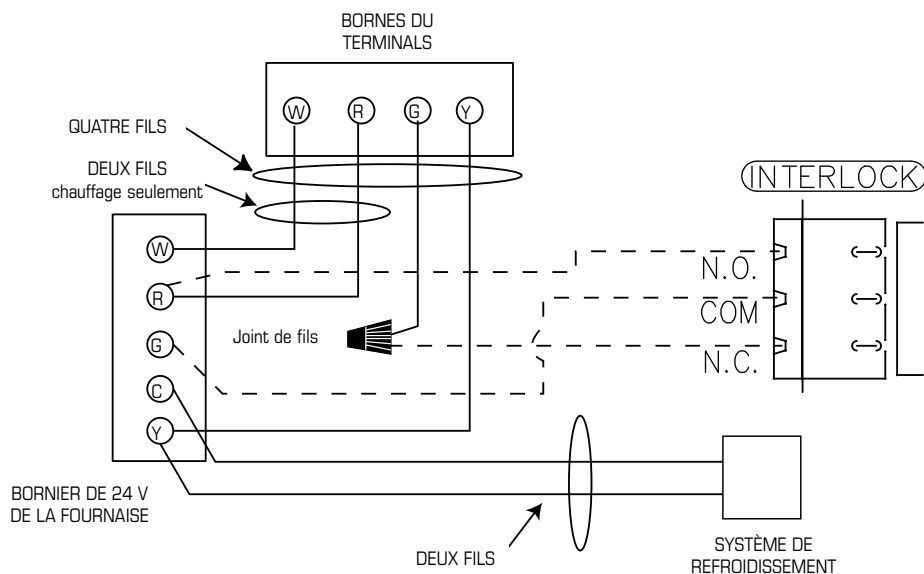 BORNES DU
TERMINALS
W R G Y
QUATRE FILS
DEUX FILS
chauffage seulement
INTERLOCK
W
R
G
C
Y
Joint de fils
N.O.
COM
N.C.
BORNIER DE 24 V
DE LA FOURNAISE
DEUX FILS
SYSTÈME DE
REFROIDISSEMENT